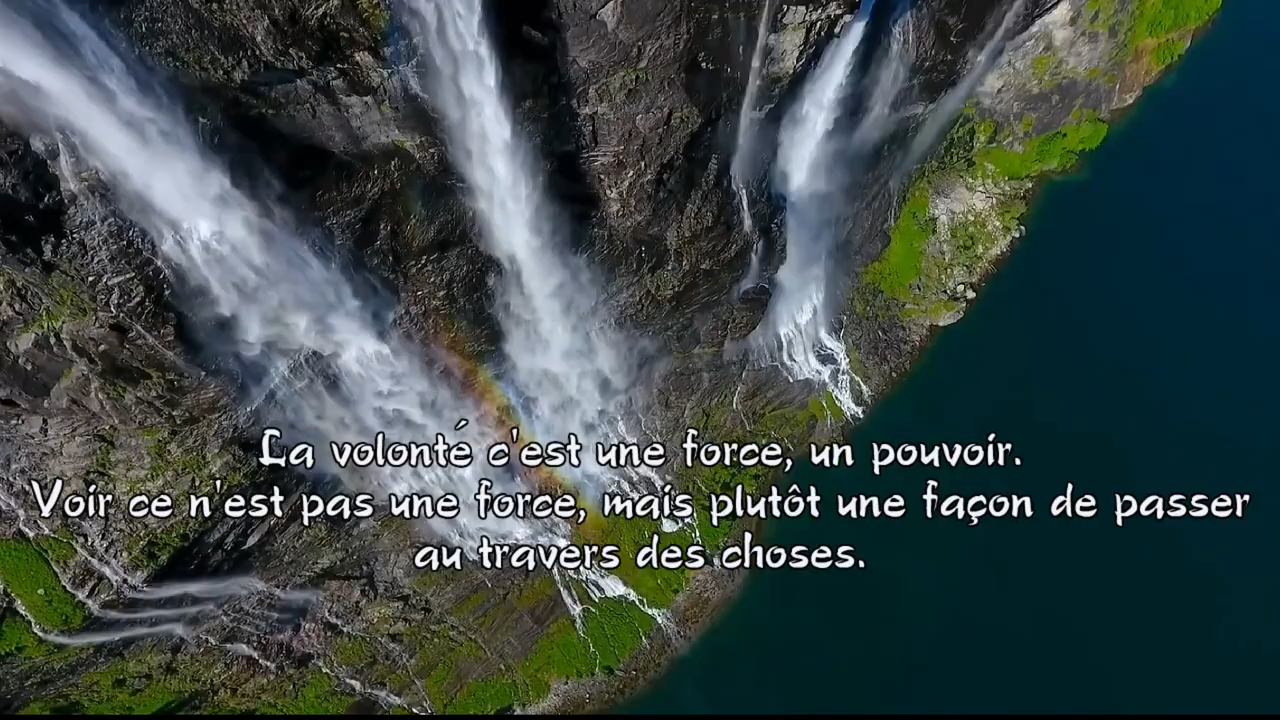 La volonté c'est une force, un pouvoir.
Voir ce n'est pas une force, mais plutôt une façon de passer
au travers des choses.